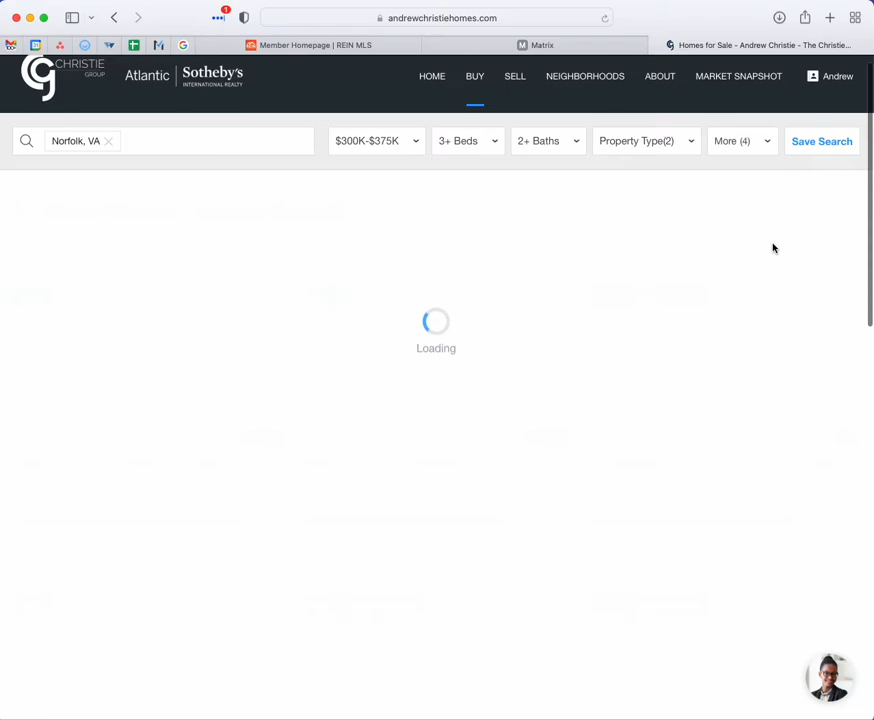 1
andrewchristiehomes.com
Member Homepage | REIN MLS
M Matrix
Homes for Sale - Andrew Christie - The Christie...
CHRISTIE
GROUP
Atlantic Sotheby's
INTERNATIONAL REALTY
HOME BUY SELL NEIGHBORHOODS ABOUT MARKET SNAPSHOT Andrew
Norfolk, VA $300K-$375K 3+ Beds 2+ Baths Property Type(2) More (4) Save Search
Loading